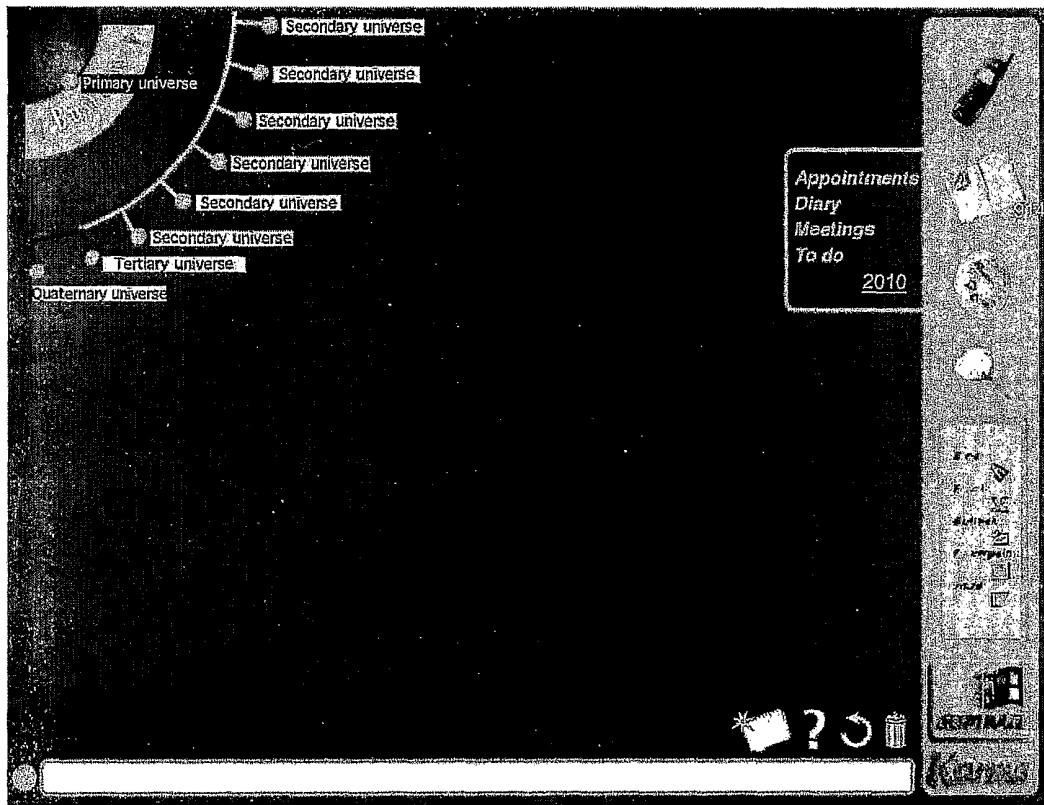 Secondary universe
Secondary universe
Primary universe
Secondary universe
Secondary universe
Secondary universe
Secondary universe
Tertiary universe
Quaternary universe
Appointments
Diary
Meetings
To do
2010
?